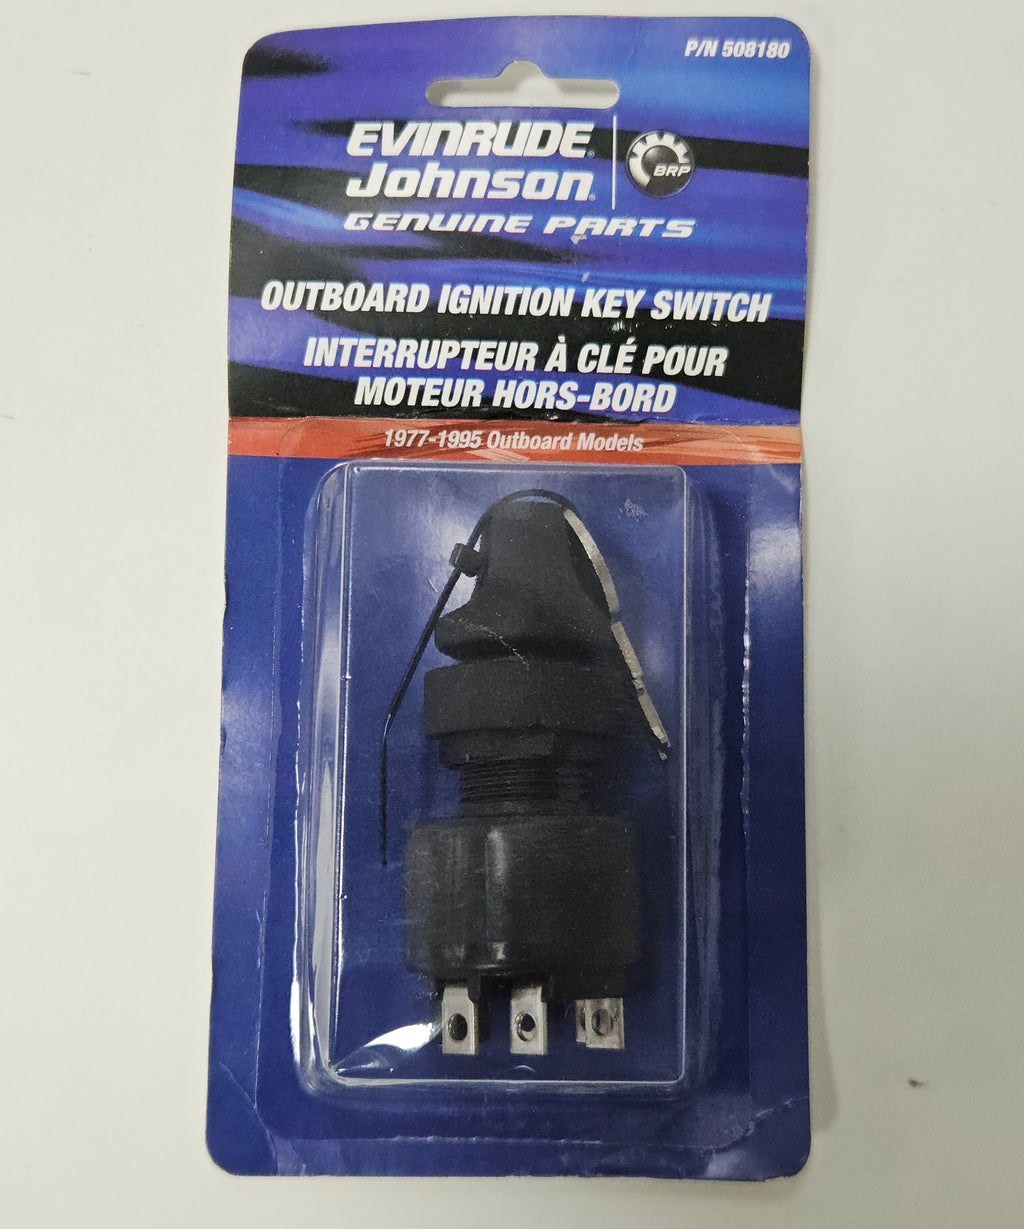 P/N 508180
EVINRUDE®
Johnson®
BRP
GENUINE PARTS
OUTBOARD IGNITION KEY SWITCH
INTERRUPTEUR À CLÉ POUR
MOTEUR HORS-BORD
1977-1995 Outboard Models